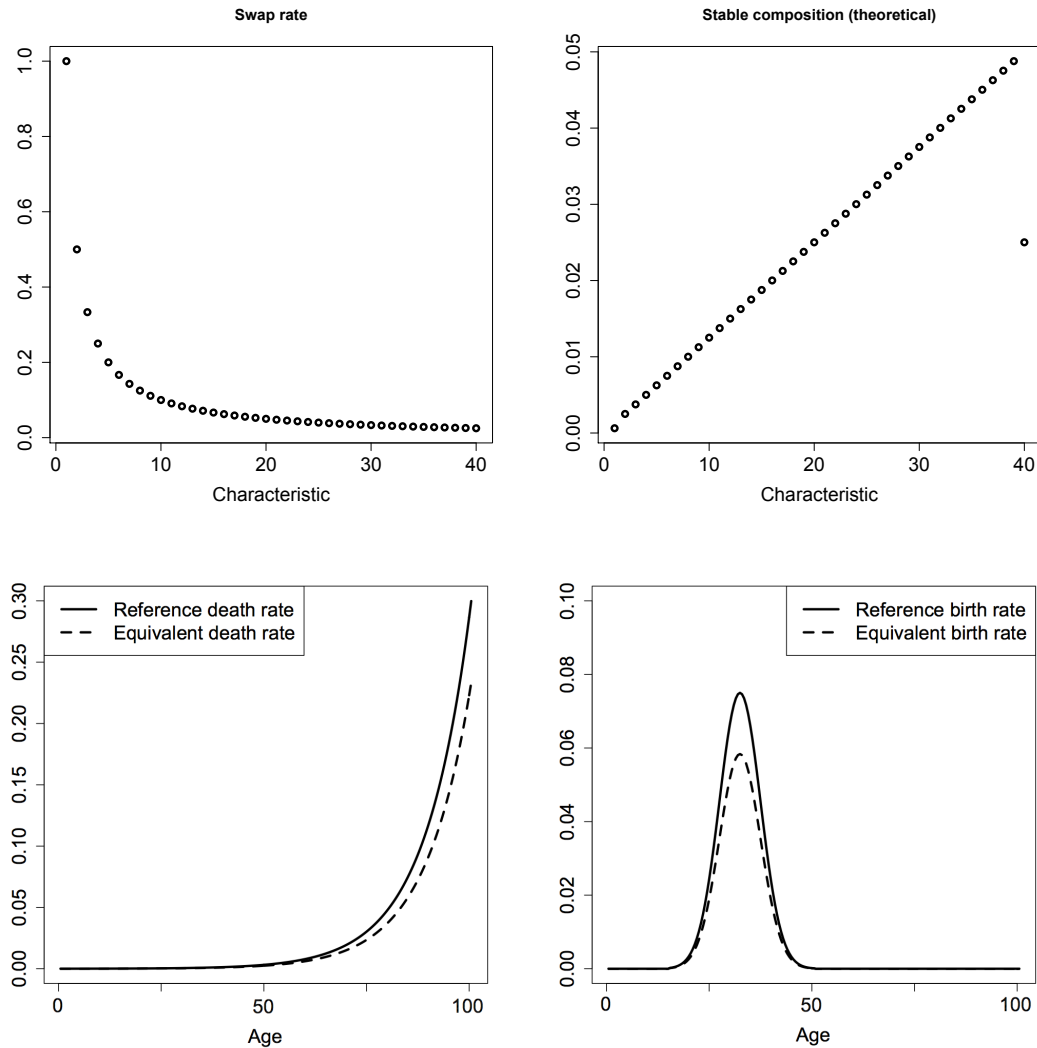 Swap rate
1.0
0.8
0.6
0.4
0.2
0.0
0 10 20 30 40
Characteristic
Stable composition (theoretical)
0.05
0.04
0.03
0.02
0.01
0.00
0 10 20 30 40
Characteristic
Reference death rate
Equivalent death rate
0.30
0.25
0.20
0.15
0.10
0.05
0.00
0 50 100
Age
Reference birth rate
Equivalent birth rate
0.10
0.08
0.06
0.04
0.02
0.00
0 50 100
Age